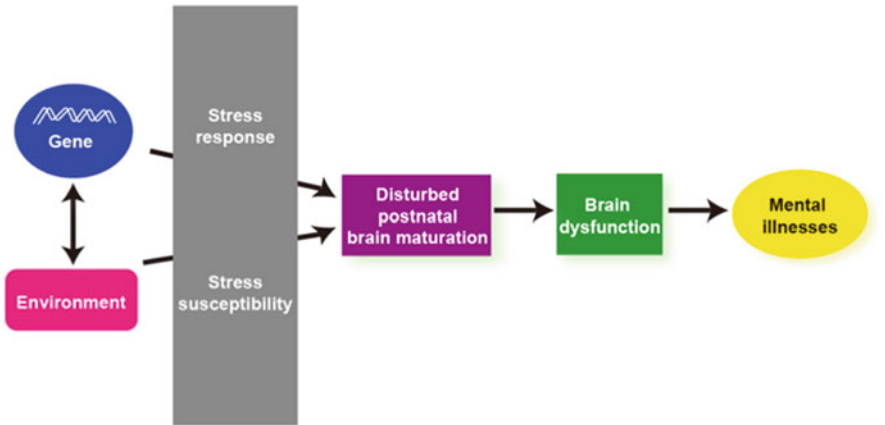 Gene
Environment
Stress
response
Stress
susceptibility
Disturbed
postnatal
brain maturation
Brain
dysfunction
Mental
illnesses